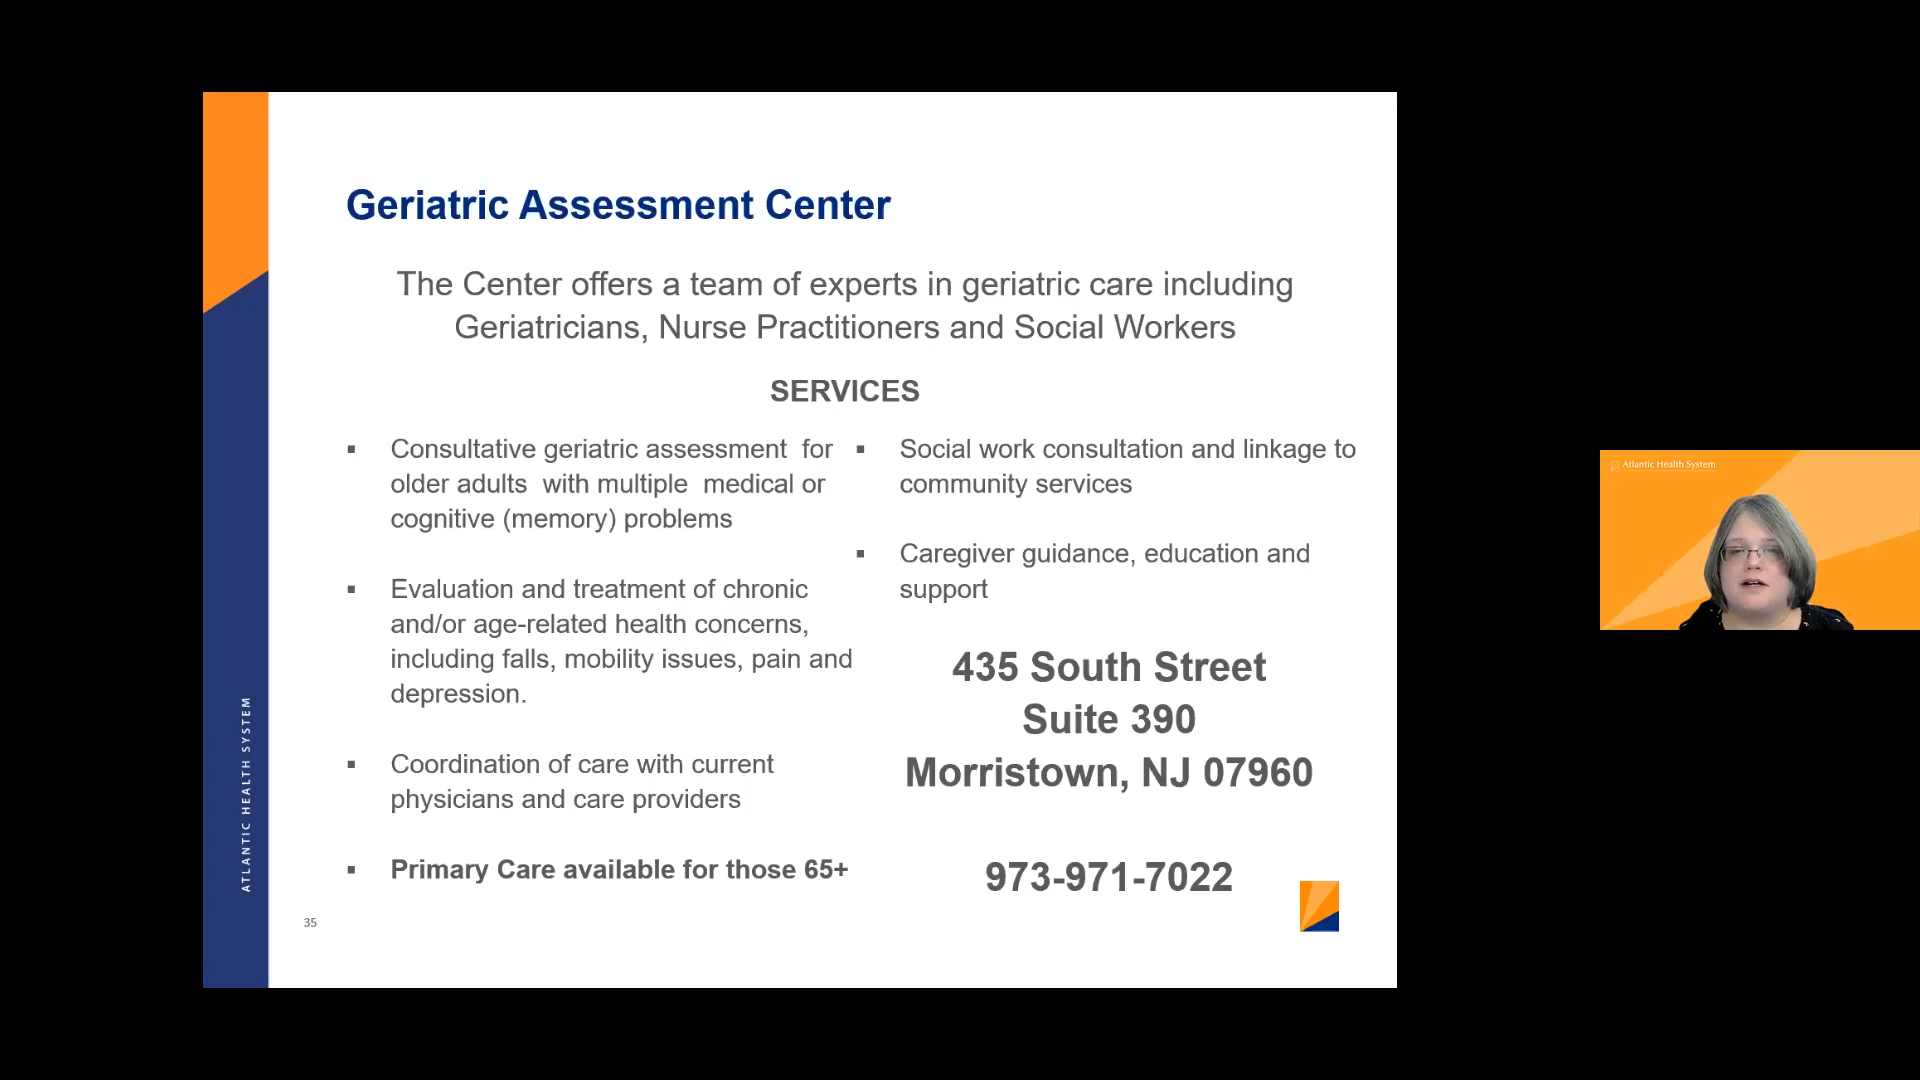 Geriatric Assessment Center
The Center offers a team of experts in geriatric care including
Geriatricians, Nurse Practitioners and Social Workers
SERVICES
▪ Consultative geriatric assessment for
older adults with multiple medical or
cognitive (memory) problems
▪ Evaluation and treatment of chronic
and/or age-related health concerns,
including falls, mobility issues, pain and
depression.
▪ Coordination of care with current
physicians and care providers
▪ Primary Care available for those 65+
▪ Social work consultation and linkage to
community services
▪ Caregiver guidance, education and
support
435 South Street
Suite 390
Morristown, NJ 07960
973-971-7022
35
ATLANTIC HEALTH SYSTEM
Atlantic Health System